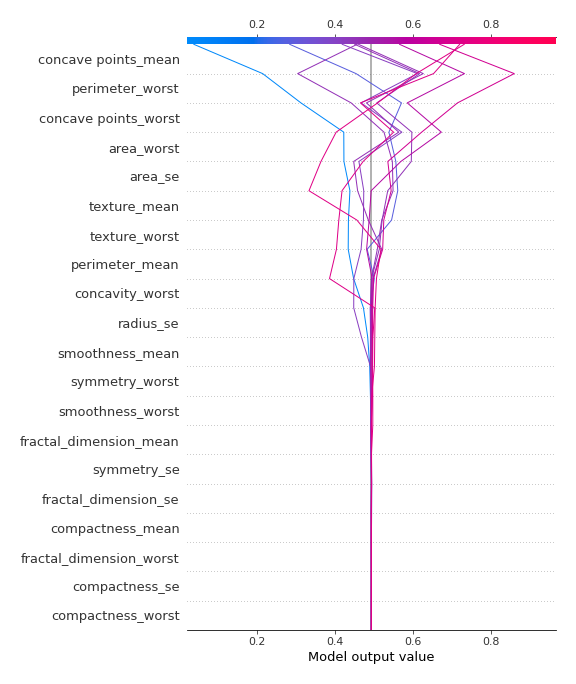 0.2 0.4 0.6 0.8
concave points_mean
perimeter_worst
concave points_worst
area_worst
area_se
texture_mean
texture_worst
perimeter_mean
concavity_worst
radius_se
smoothness_mean
symmetry_worst
smoothness_worst
fractal_dimension_mean
symmetry_se
fractal_dimension_se
compactness_mean
fractal_dimension_worst
compactness_se
compactness_worst
0.2 0.4 0.6 0.8
Model output value